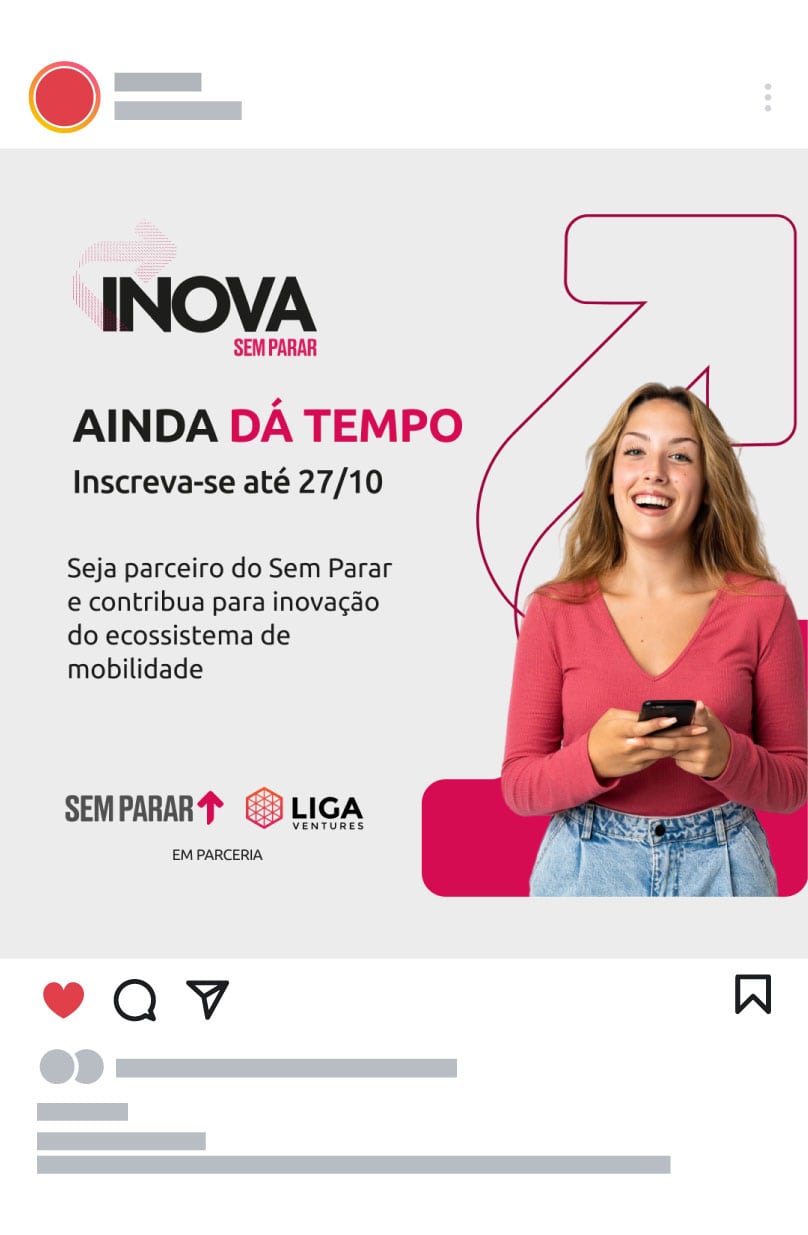 INOVA
SEM PARAR
AINDA DÁ TEMPO
Inscreva-se até 27/10
Seja parceiro do Sem Parar
e contribua para inovação
do ecossistema de
mobilidade
SEM PARAR
LIGA
VENTURES
EM PARCERIA